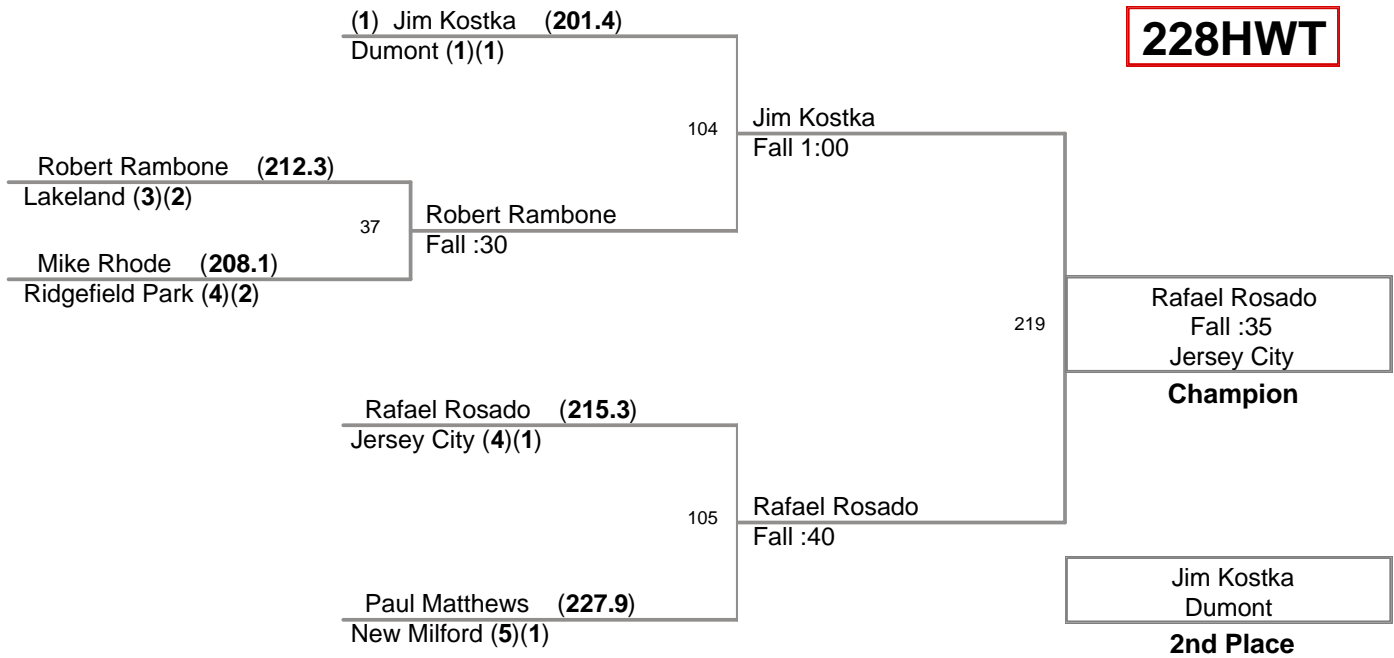 (1) Jim Kostka (201.4)
Dumont (1)(1)
228HWT
104
Jim Kostka
Fall 1:00
Robert Rambone (212.3)
Lakeland (3)(2)
37
Robert Rambone
Fall :30
Mike Rhode (208.1)
Ridgefield Park (4)(2)
219
Rafael Rosado
Fall :35
Jersey City
Champion
Rafael Rosado (215.3)
Jersey City (4)(1)
105
Rafael Rosado
Fall :40
Paul Matthews (227.9)
New Milford (5)(1)
Jim Kostka
Dumont
2nd Place